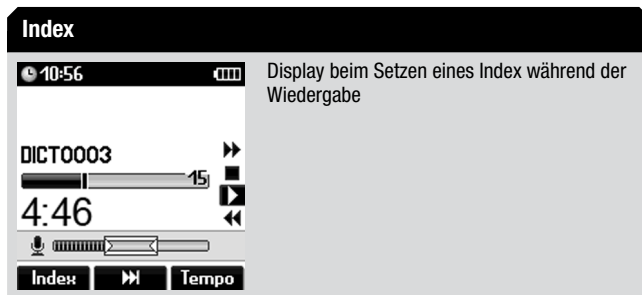 Index
10:56
Display beim Setzen eines Index während der
Wiedergabe
DICT0003
15
4:46
Index
Tempo